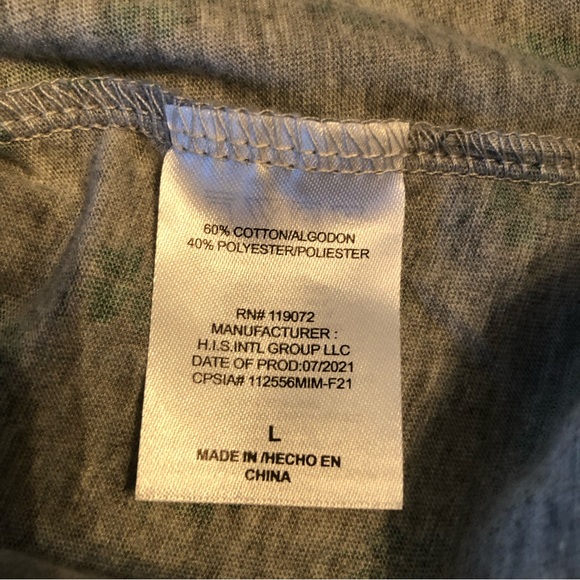 60% COTTON/ALGODON
40% POLYESTER/POLIESTER
RN# 119072
MANUFACTURER :
H.I.S.INTL GROUP LLC
DATE OF PROD:07/2021
CPSIA# 112556MIM-F21
L
MADE IN /HECHO EN
CHINA